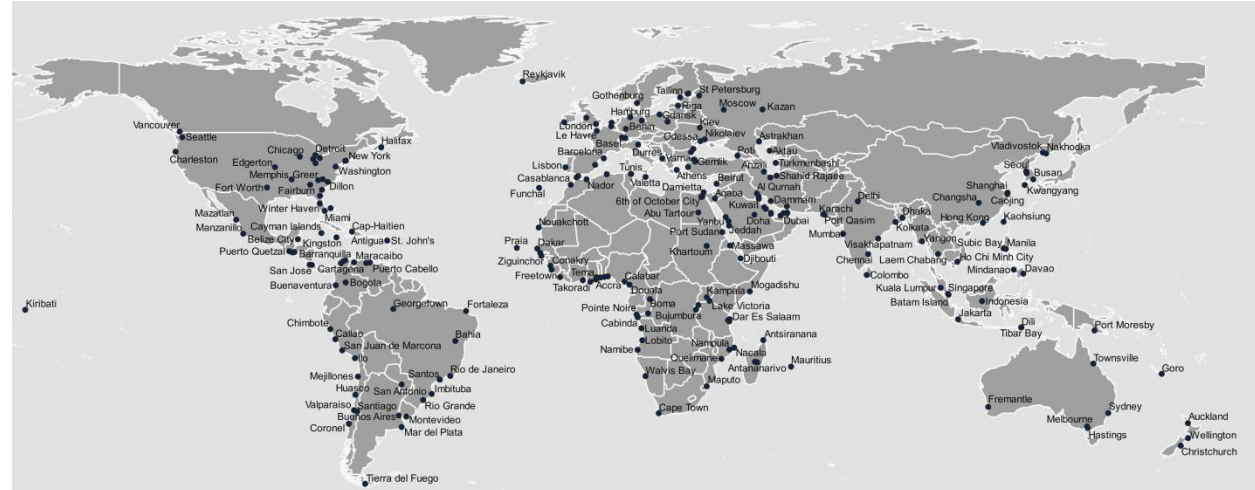 Reykjavik
Gothenburg
Tallinn
St Petersburg
Riga
Moscow
Kazan
Hamburg
Gdansk
London
Berlin
Kiev
Le Havre
Odessa
Nikolaiev
Basel
Astrakhan
Vancouver
Seattle
Halifax
Chicago
Detroit
New York
Charleston
Edgerton
Washington
Memphis
Greer
Fort Worth
Fairburn
Dillon
Winter Haven
Miami
Mazatlan
Manzanillo
Cayman Islands
Cap-Haitien
Belize City
Kingston
Antigua
St. John's
Puerto Quetzal
Barranquilla
Maracaibo
San Jose
Cartagena
Puerto Cabello
Buenaventura
Bogota
Georgetown
Fortaleza
Kiribati
Chimbote
Callao
Bahia
San Juan de Marcona
Ilo
Mejillones
Santos
Rio de Janeiro
Huasco
San Antonio
Imbituba
Valparaiso
Santiago
Rio Grande
Buenos Aires
Montevideo
Coronel
Mar del Plata
Tierra del Fuego
Barcelona
Durres
Varna
Gemlik
Poti
Aktau
Lisbon
Tunis
Anzali
Turkmenbashi
Casablanca
Valetta
Athens
Beirut
Shahid Rajaee
Funchal
Nador
Damietta
Aqaba
Al Qurnah
6th of October City
Kuwait
Dammam
Abu Tartour
Yanbu
Doha
Dubai
Nouakchott
Port Sudan
Jeddah
Praia
Dakar
Khartoum
Massawa
Ziguinchor
Conakry
Djibouti
Freetown
Tema
Calabar
Takoradi
Accra
Douala
Kampala
Mogadishu
Pointe Noire
Boma
Lake Victoria
Cabinda
Bujumbura
Dar Es Salaam
Luanda
Antsiranana
Namibe
Lobito
Nampula
Nacala
Quelimane
Mauritius
Walvis Bay
Antananarivo
Maputo
Cape Town
Vladivostok
Nakhodka
Seoul
Busan
Kwangyang
Shanghai
Caojing
Changsha
Delhi
Karachi
Port Qasim
Dhaka
Hong Kong
Kaohsiung
Mumbai
Kolkata
Visakhapatnam
Yangon
Subic Bay
Manila
Chennai
Laem Chabang
Ho Chi Minh City
Colombo
Mindanao
Davao
Kuala Lumpur
Singapore
Batam Island
Indonesia
Jakarta
Dili
Tibar Bay
Port Moresby
Townsville
Goro
Fremantle
Sydney
Melbourne
Hastings
Auckland
Wellington
Christchurch